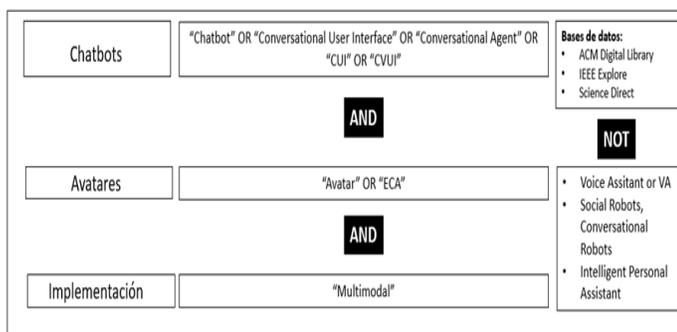 Chatbots
“Chatbot” OR “Conversational User Interface” OR “Conversational Agent” OR
“CUI” OR “CVUI”
Bases de datos:
• ACM Digital Library
• IEEE Explore
• Science Direct
AND
NOT
Avatares
“Avatar” OR “ECA”
• Voice Assitant or VA
• Social Robots,
Conversational
Robots
• Intelligent Personal
Assistant
AND
Implementación
“Multimodal”